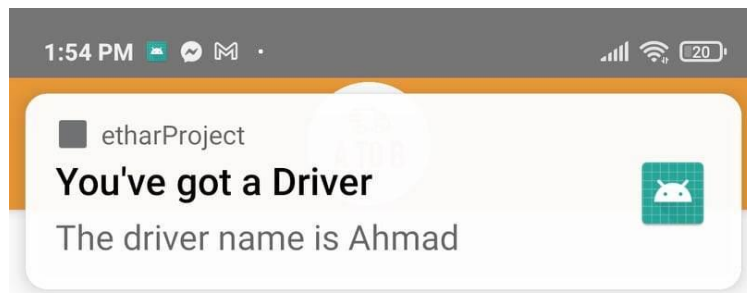 1:54 PM
20
etharProject
You've got a Driver
The driver name is Ahmad